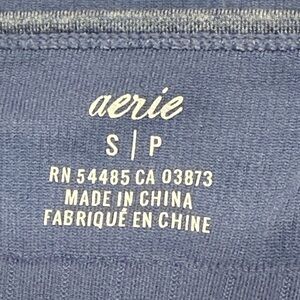 aerie
S | P
RN 54485 CA 03873
MADE IN CHINA
FABRIQUÉ EN CHINE